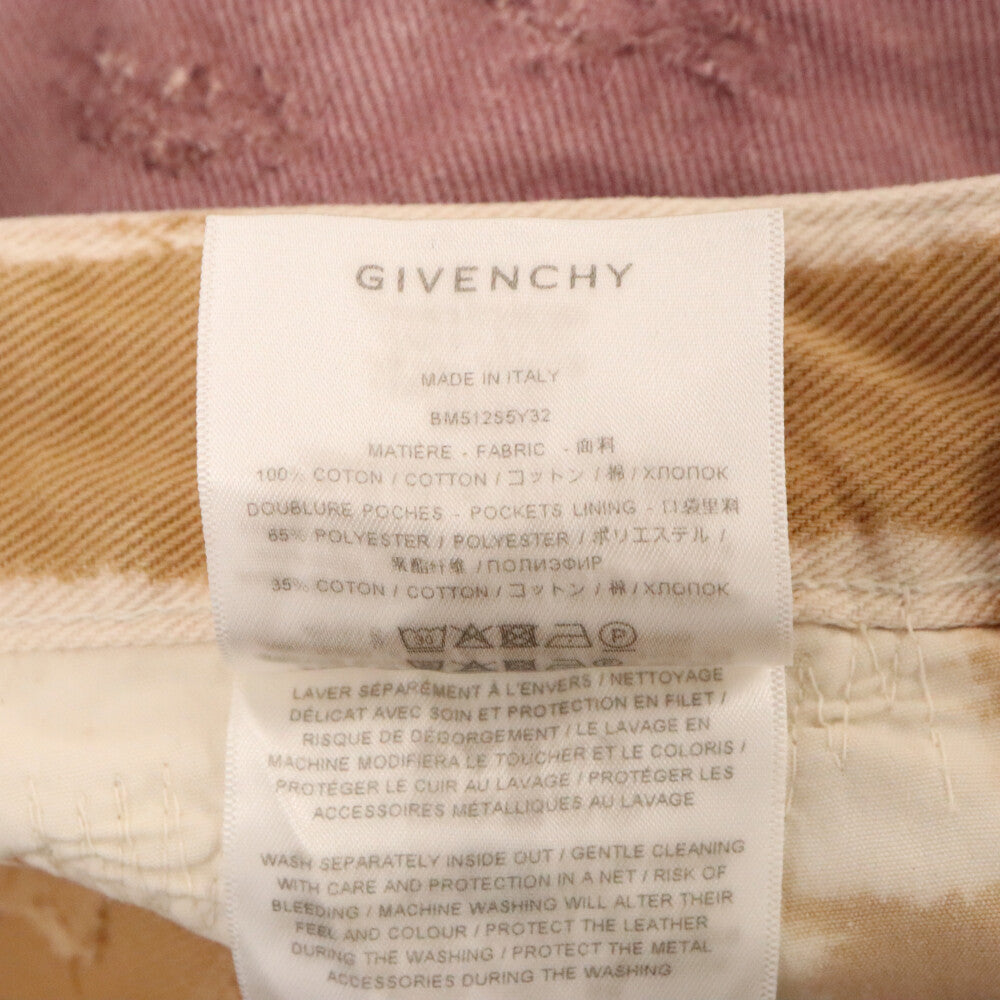 GIVENCHY
MADE IN ITALY
BM512S5Y32
MATIÈRE - FABRIC - 面料
100% COTON / COTTON / コットン / 棉 / ХЛОПОК
DOUBLURE POCHES - POCKETS LINING - 口袋里料
65% POLYESTER / POLYESTER / ポリエステル /
聚酯纤维 / ПОЛИЭФИР
35% COTON / COTTON / コットン / 棉 / ХЛОПОК
30 P
LAVER SÉPARÉMENT À L'ENVERS / NETTOYAGE
DÉLICAT AVEC SOIN ET PROTECTION EN FILET /
RISQUE DE DÉGORGEMENT / LE LAVAGE EN
MACHINE MODIFIERA LE TOUCHER ET LE COLORIS /
PROTÉGER LE CUIR AU LAVAGE / PROTÉGER LES
ACCESSOIRES MÉTALLIQUES AU LAVAGE
WASH SEPARATELY INSIDE OUT / GENTLE CLEANING
WITH CARE AND PROTECTION IN A NET / RISK OF
BLEEDING / MACHINE WASHING WILL ALTER THEIR
FEEL AND COLOUR / PROTECT THE LEATHER
DURING THE WASHING / PROTECT THE METAL
ACCESSORIES DURING THE WASHING